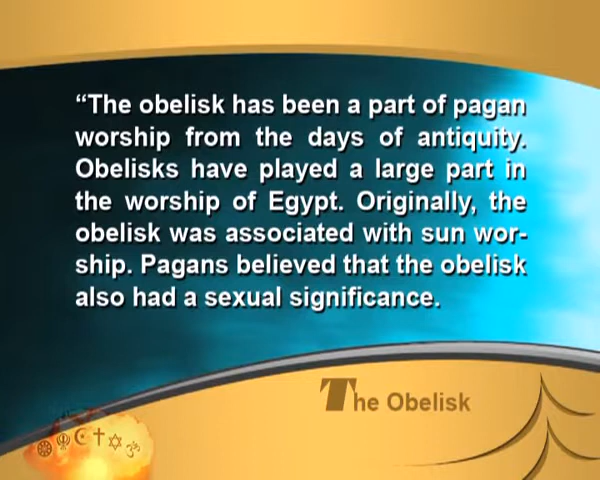 “The obelisk has been a part of pagan
worship from the days of antiquity.
Obelisks have played a large part in
the worship of Egypt. Originally, the
obelisk was associated with sun wor-
ship. Pagans believed that the obelisk
also had a sexual significance.
The Obelisk